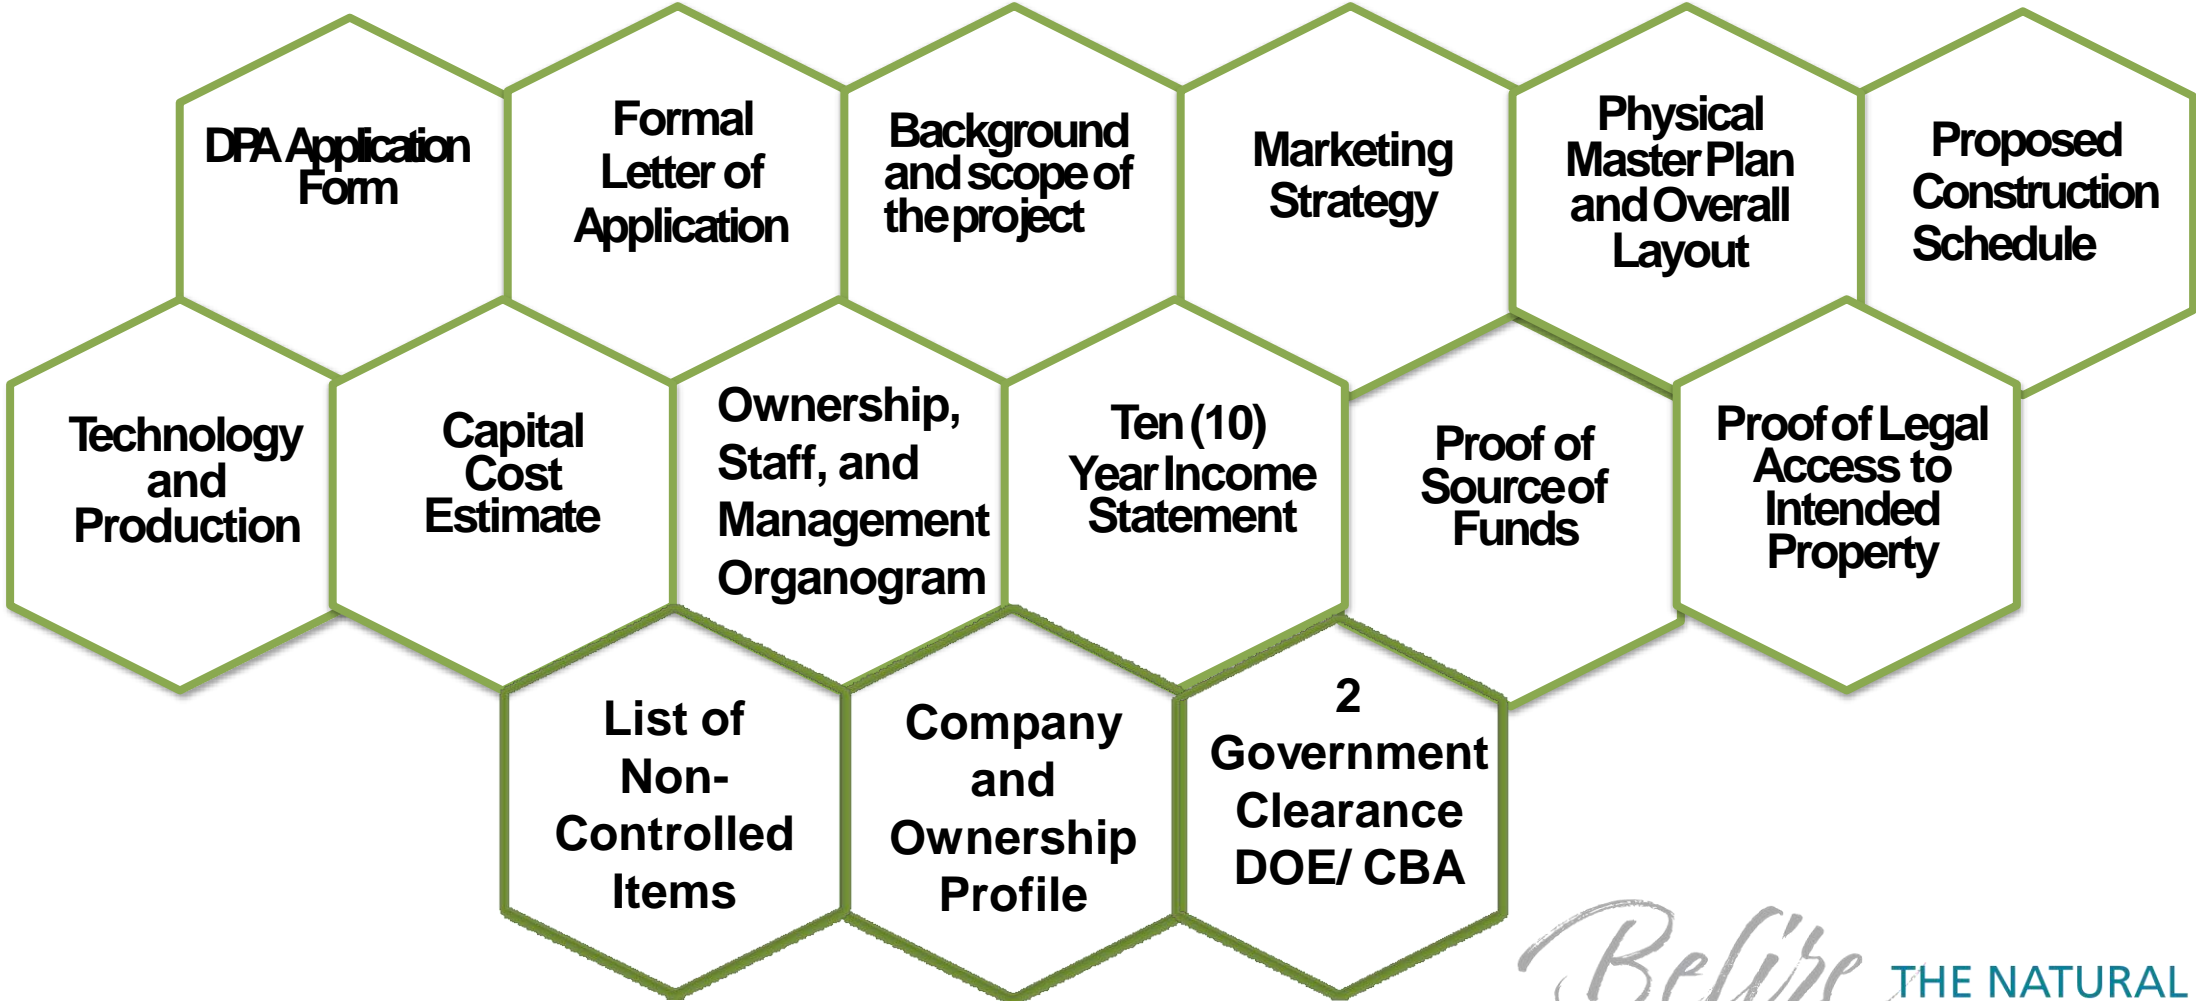 DPA Application
Form
Formal
Letter of
Application
Background
and scope of
the project
Marketing
Strategy
Physical
Master Plan
and Overall
Layout
Proposed
Construction
Schedule
Technology
and
Production
Capital
Cost
Estimate
Ownership,
Staff, and
Management
Organogram
Ten (10)
Year Income
Statement
Proof of
Source of
Funds
Proof of Legal
Access to
Intended
Property
List of
Non-
Controlled
Items
Company
and
Ownership
Profile
2
Government
Clearance
DOE/ CBA
Belize
THE NATURAL